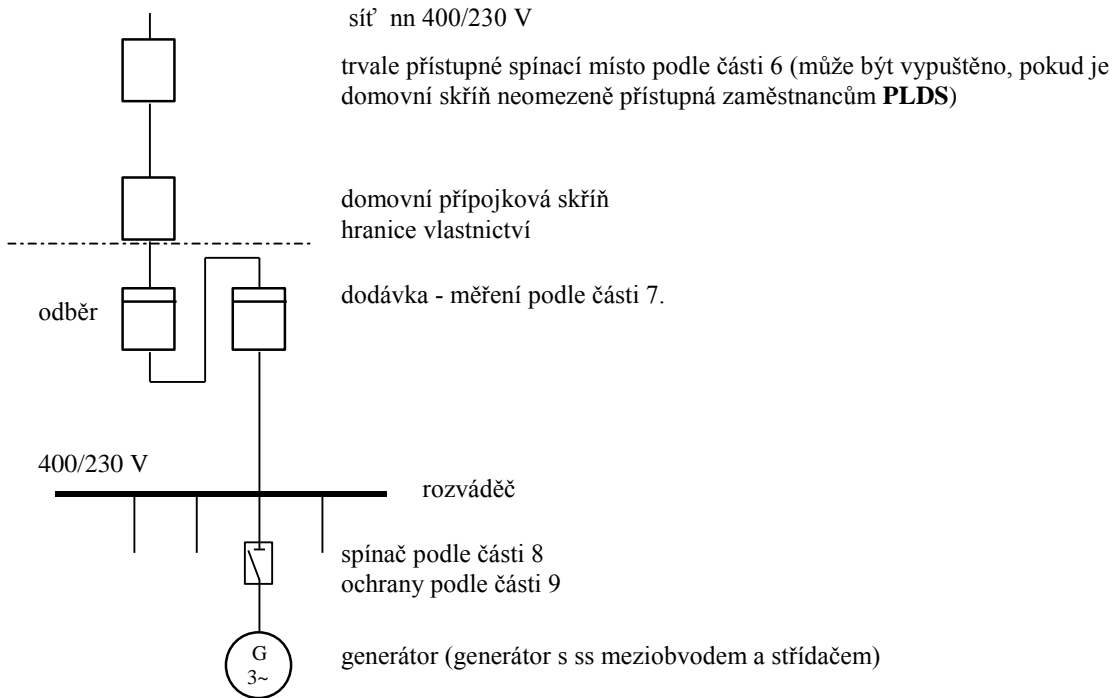 síť nn 400/230 V
trvale přístupné spínací místo podle části 6 (může být vypuštěno, pokud je
domovní skříň neomezeně přístupná zaměstnancům PLDS)
domovní přípojková skříň
hranice vlastnictví
odběr
dodávka - měření podle části 7.
400/230 V
rozváděč
spínač podle části 8
ochrany podle části 9
G
3~
generátor (generátor s ss meziobvodem a střídačem)